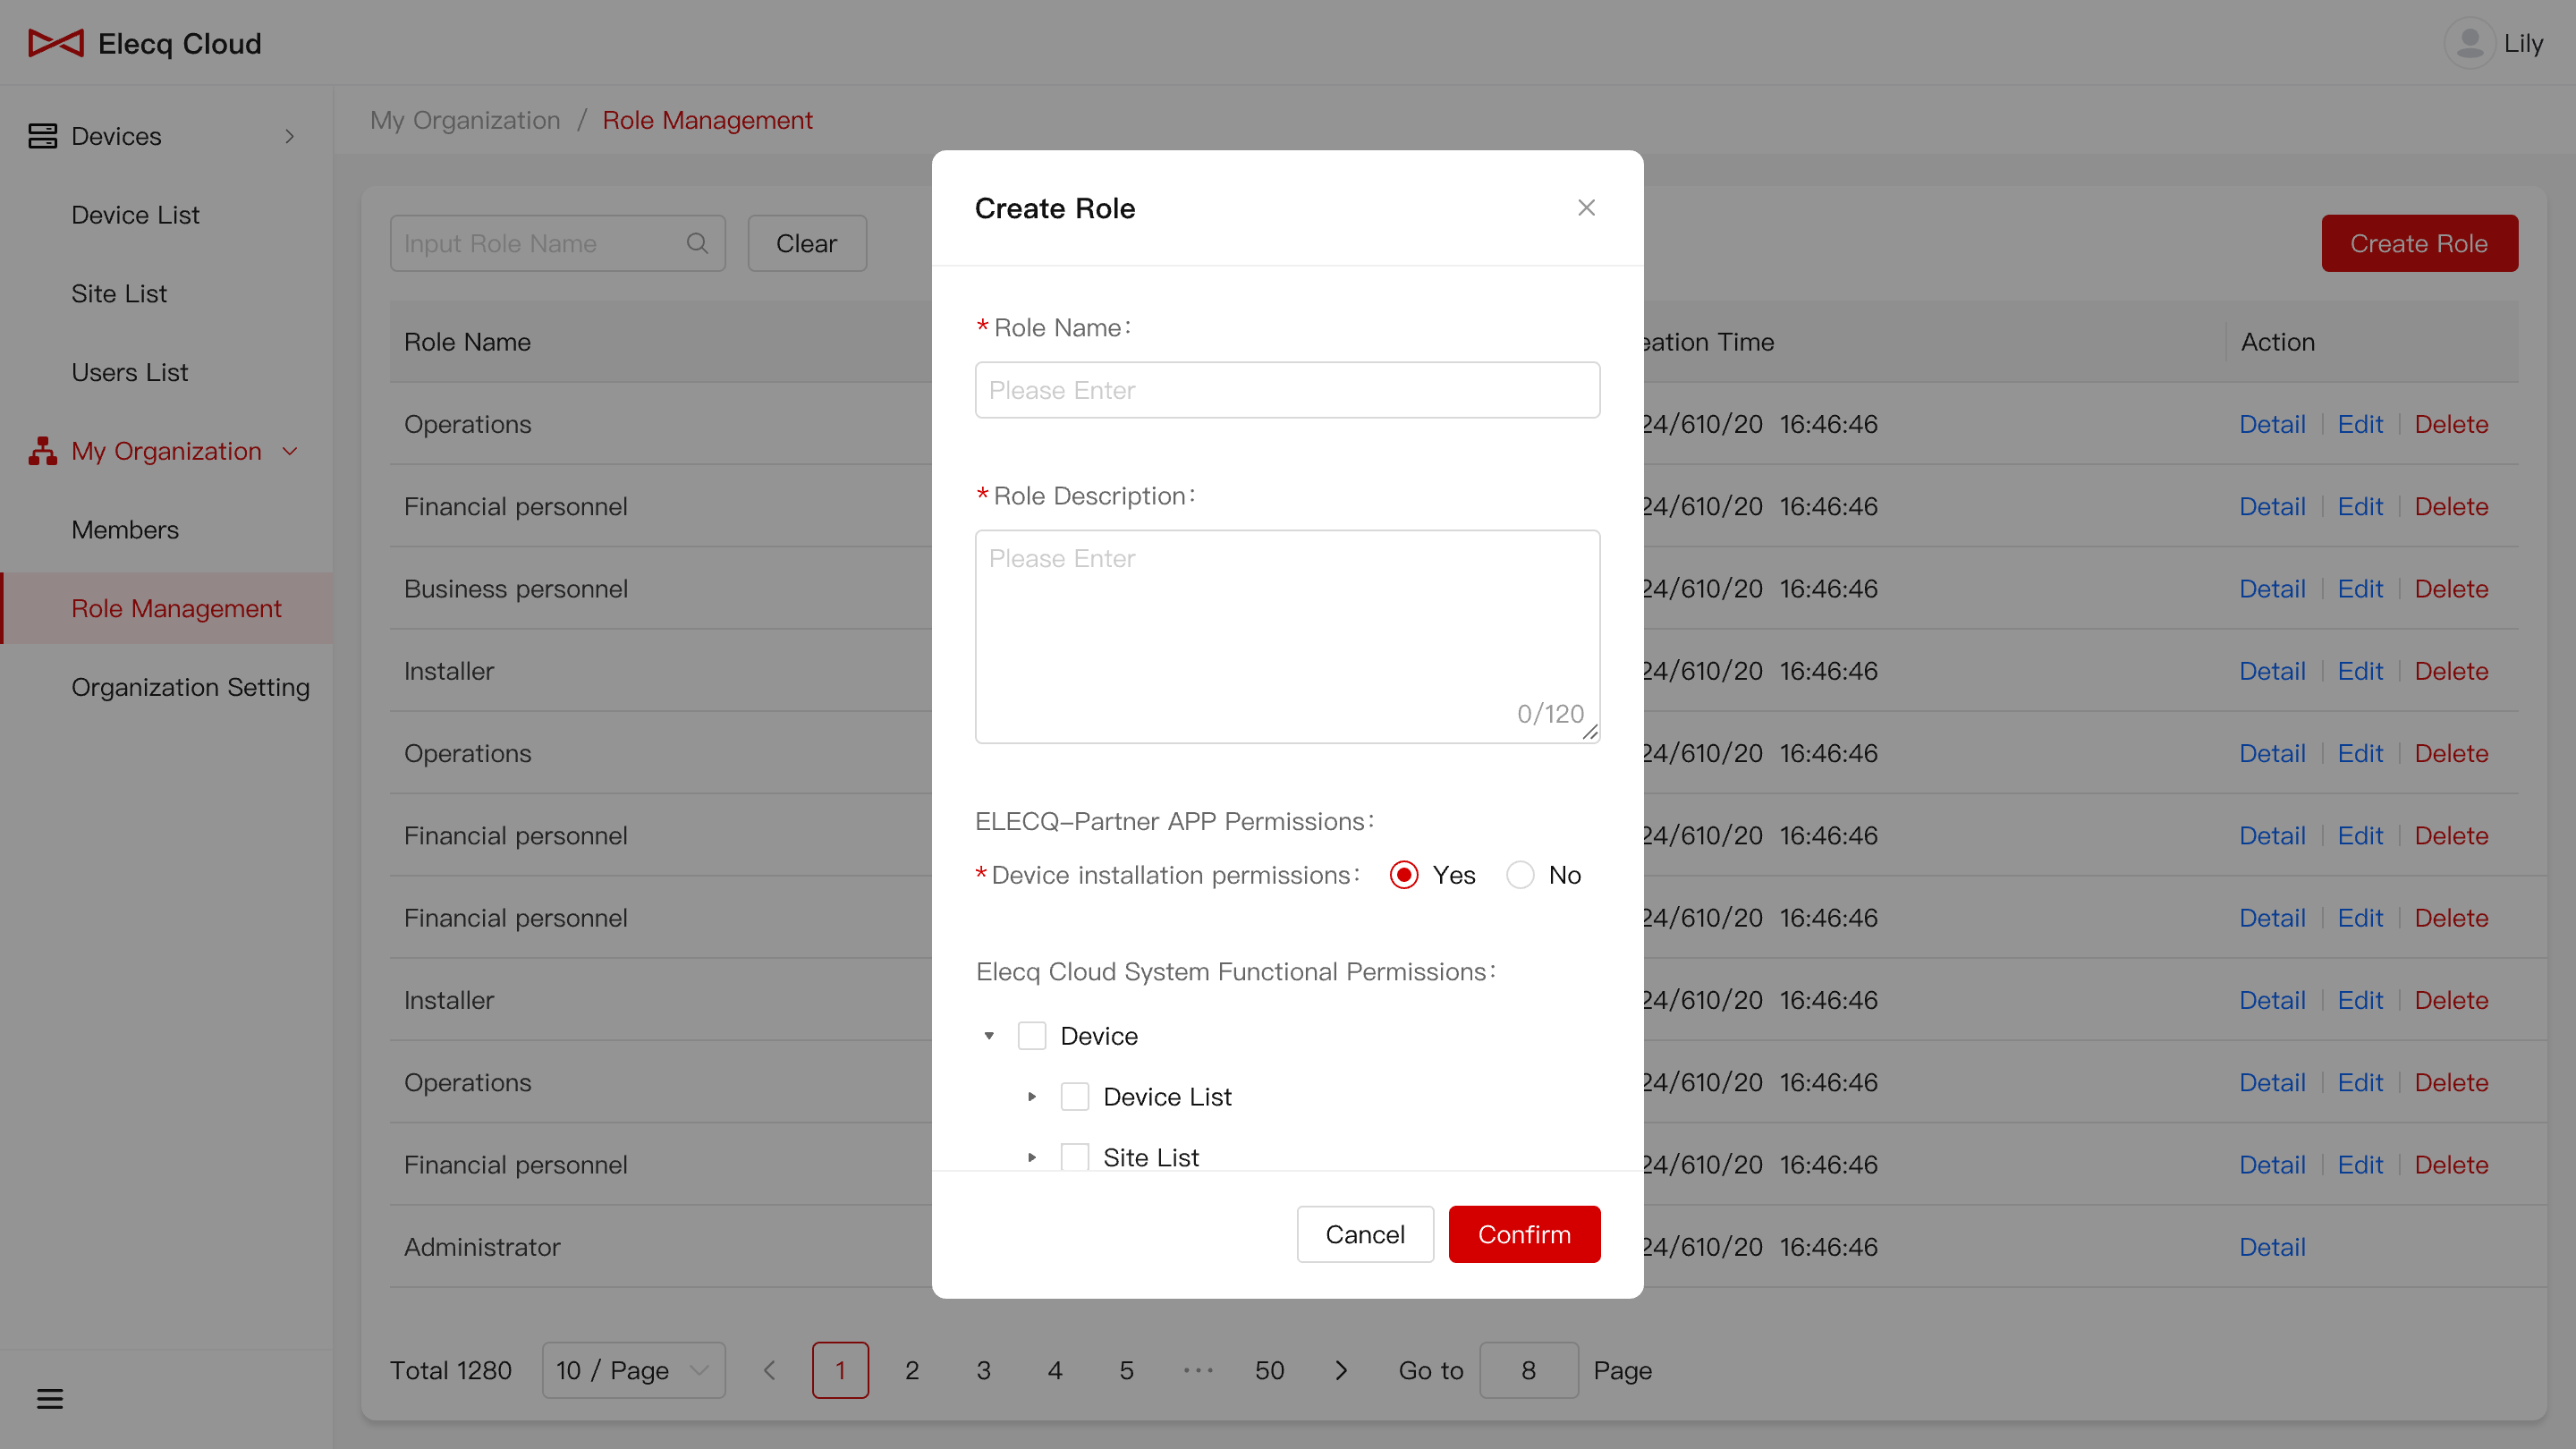 Elecq Cloud
Lily
Devices
Device List
Site List
Users List
My Organization
Members
Role Management
Organization Setting
My Organization / Role Management
Input Role Name
Clear
Create Role
Role Name
eation Time
Action
Operations
24/610/20 16:46:46
Detail Edit Delete
Financial personnel
24/610/20 16:46:46
Detail Edit Delete
Business personnel
24/610/20 16:46:46
Detail Edit Delete
Installer
24/610/20 16:46:46
Detail Edit Delete
Operations
24/610/20 16:46:46
Detail Edit Delete
Financial personnel
24/610/20 16:46:46
Detail Edit Delete
Financial personnel
24/610/20 16:46:46
Detail Edit Delete
Installer
24/610/20 16:46:46
Detail Edit Delete
Operations
24/610/20 16:46:46
Detail Edit Delete
Financial personnel
24/610/20 16:46:46
Detail Edit Delete
Administrator
24/610/20 16:46:46
Detail
Total 1280
10 / Page
1 2 3 4 5 ··· 50
Go to 8 Page
Create Role
* Role Name：
Please Enter
* Role Description：
Please Enter
0/120
ELECQ-Partner APP Permissions：
* Device installation permissions： Yes No
Elecq Cloud System Functional Permissions：
Device
Device List
Site List
Cancel
Confirm